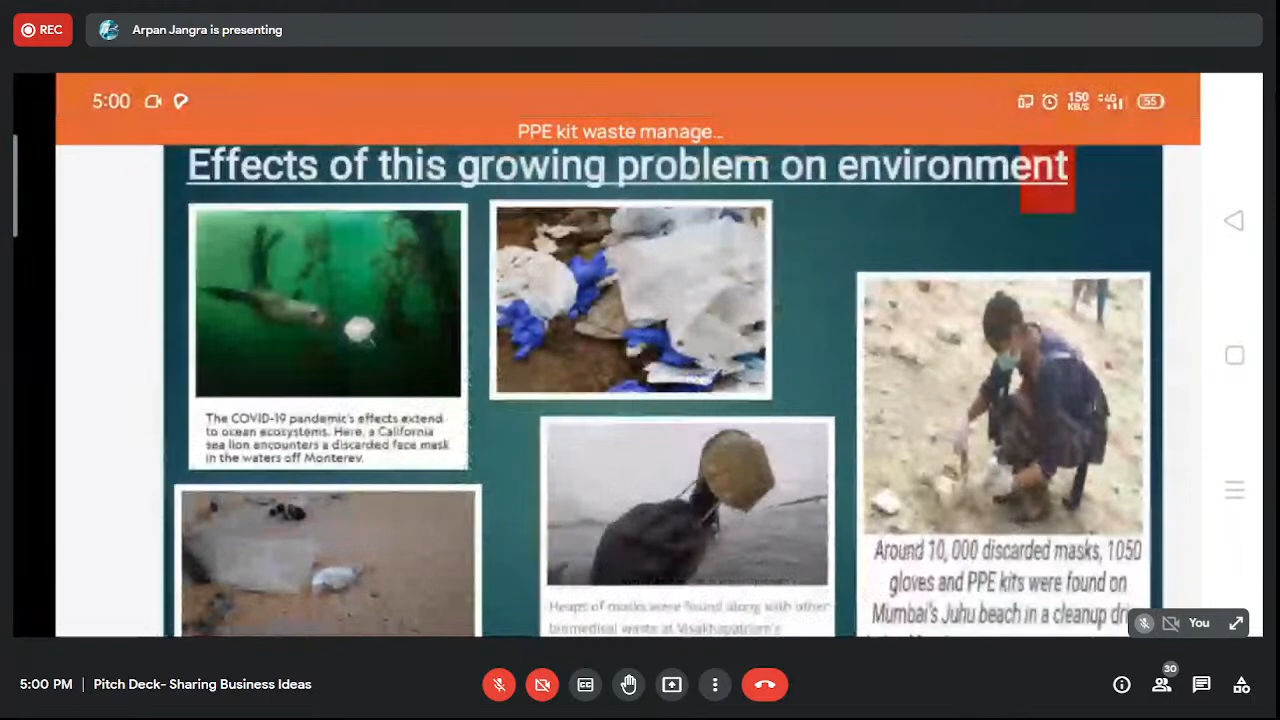 REC
Arpan Jangra is presenting
5:00
150
KB/S
4G
55
PPE kit waste manage...
Effects of this growing problem on environment
The COVID-19 pandemic's effects extend
to ocean ecosystems. Here, a California
sea lion encounters a discarded face mask
in the waters off Monterey.
Around 10, 000 discarded masks, 1050
gloves and PPE kits were found on
Mumbai's Juhu beach in a cleanup
Heaps of masks were found along with other
biomedical waste at Visakhapatnam's
You
30
5:00 PM | Pitch Deck- Sharing Business Ideas